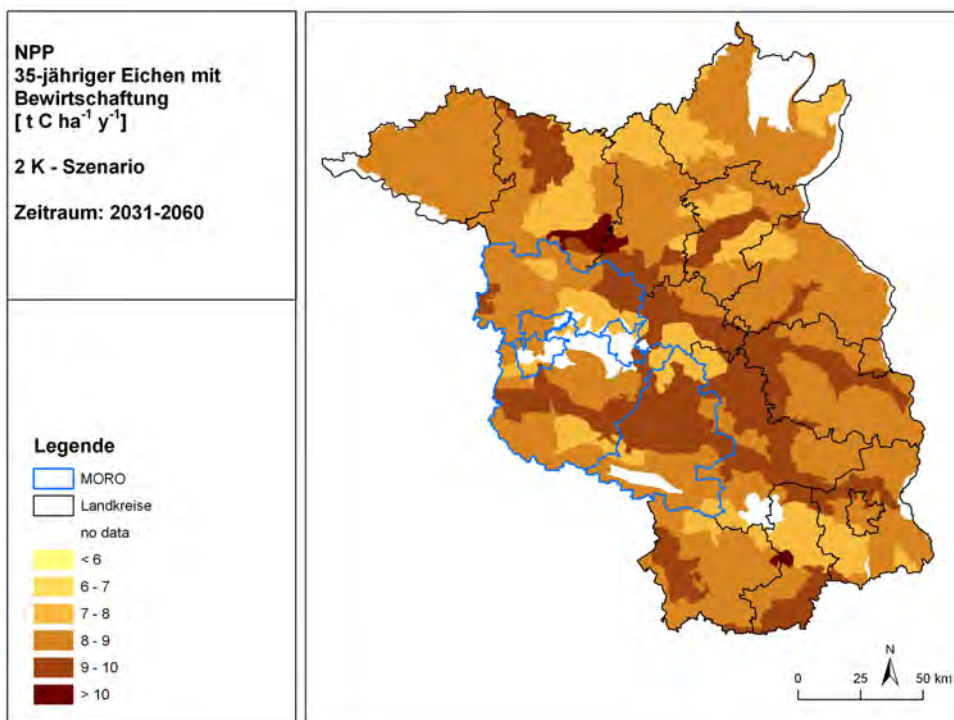 NPP
35-jähriger Eichen mit
Bewirtschaftung
[ t C ha⁻¹ y⁻¹]
2 K - Szenario
Zeitraum: 2031-2060
Legende
MORO
Landkreise
no data
< 6
6 - 7
7 - 8
8 - 9
9 - 10
> 10
N
0 25 50 km